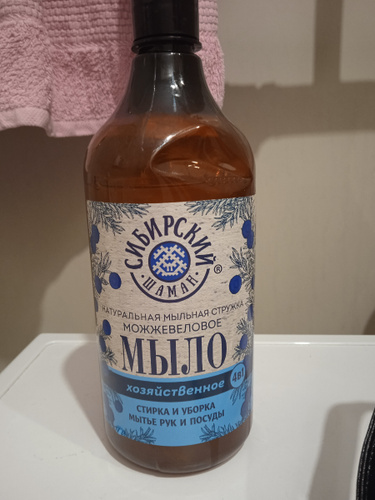 СИБИРСКИЙ
ШАМАН
®
НАТУРАЛЬНАЯ МЫЛЬНАЯ СТРУЖКА
МОЖЖЕВЕЛОВОЕ
МЫЛО
хозяйственное
4в1
СТИРКА И УБОРКА
МЫТЬЕ РУК И ПОСУДЫ